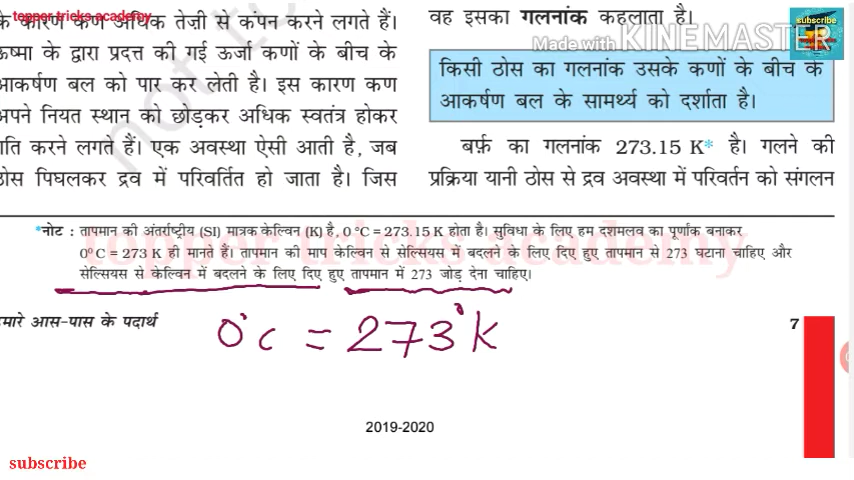 topper tricks academy
के कारण कण अधिक तेज़ी से कंपन करने लगते हैं।
ऊष्मा के द्वारा प्रदत्त की गई ऊर्जा कणों के बीच के
आकर्षण बल को पार कर लेती है। इस कारण कण
अपने नियत स्थान को छोड़कर अधिक स्वतंत्र होकर
गति करने लगते हैं। एक अवस्था ऐसी आती है, जब
ठोस पिघलकर द्रव में परिवर्तित हो जाता है। जिस
not to
वह इसका गलनांक कहलाता है।
subscribe
Made with KINEMASTER
किसी ठोस का गलनांक उसके कणों के बीच के
आकर्षण बल के सामर्थ्य को दर्शाता है।
बर्फ़ का गलनांक 273.15 K* है। गलने की
प्रक्रिया यानी ठोस से द्रव अवस्था में परिवर्तन को संगलन
topper tricks academy
*नोट : तापमान की अंतर्राष्ट्रीय (SI) मात्रक केल्विन (K) है, 0 °C = 273.15 K होता है। सुविधा के लिए हम दशमलव का पूर्णांक बनाकर
0° C = 273 K ही मानते हैं। तापमान की माप केल्विन से सेल्सियस में बदलने के लिए दिए हुए तापमान से 273 घटाना चाहिए और
सेल्सियस से केल्विन में बदलने के लिए दिए हुए तापमान में 273 जोड़ देना चाहिए।
हमारे आस-पास के पदार्थ
7
0°c = 273°k
2019-2020
subscribe